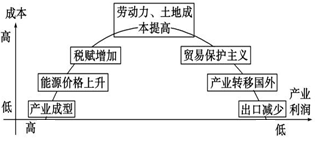 成本
高
低
劳动力、土地成
本提高
税赋增加
贸易保护主义
能源价格上升
产业转移国外
产业成型
出口减少
产业
利润
高
低